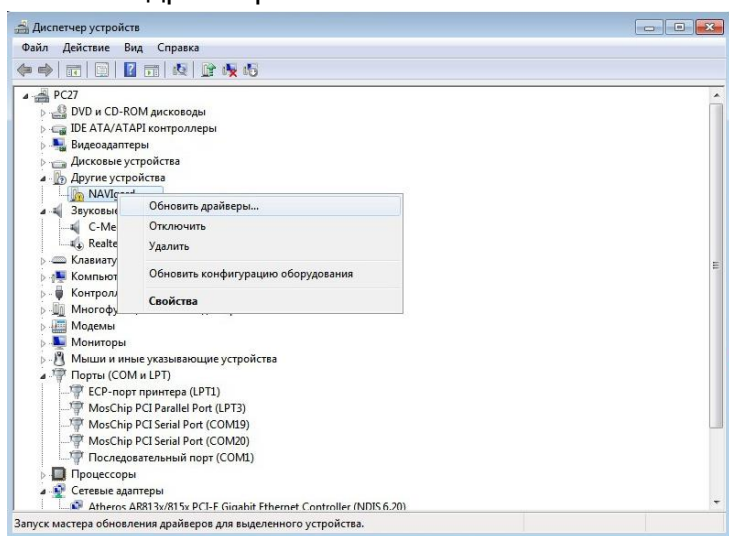 Диспетчер устройств
Файл Действие Вид Справка
PC27
DVD и CD-ROM дисководы
IDE ATA/ATAPI контроллеры
Видеоадаптеры
Дисковые устройства
Другие устройства
NAVIgard
Обновить драйверы...
Звуковые
C-Me
Отключить
Realte
Удалить
Клавиату
Компьют
Обновить конфигурацию оборудования
Контролл
Многофу
Свойства
Модемы
Мониторы
Мыши и иные указывающие устройства
Порты (COM и LPT)
ECP-порт принтера (LPT1)
MosChip PCI Parallel Port (LPT3)
MosChip PCI Serial Port (COM19)
MosChip PCI Serial Port (COM20)
Последовательный порт (COM1)
Процессоры
Сетевые адаптеры
Atheros AR813x/815x PCI-E Gigabit Ethernet Controller (NDIS 6.20)
Запуск мастера обновления драйверов для выделенного устройства.